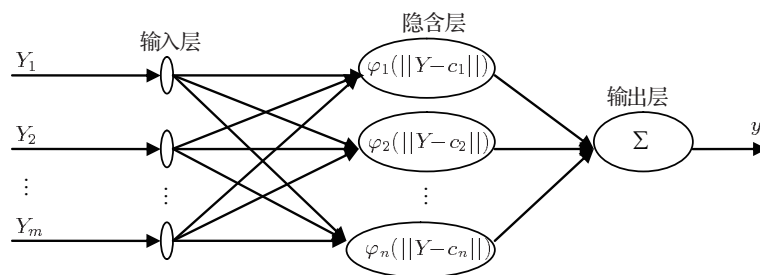 输入层
隐含层
输出层
Y₁
Y₂
⋮
Yₘ
⋮
φ₁(||Y−c₁||)
φ₂(||Y−c₂||)
⋮
φₙ(||Y−cₙ||)
Σ
y